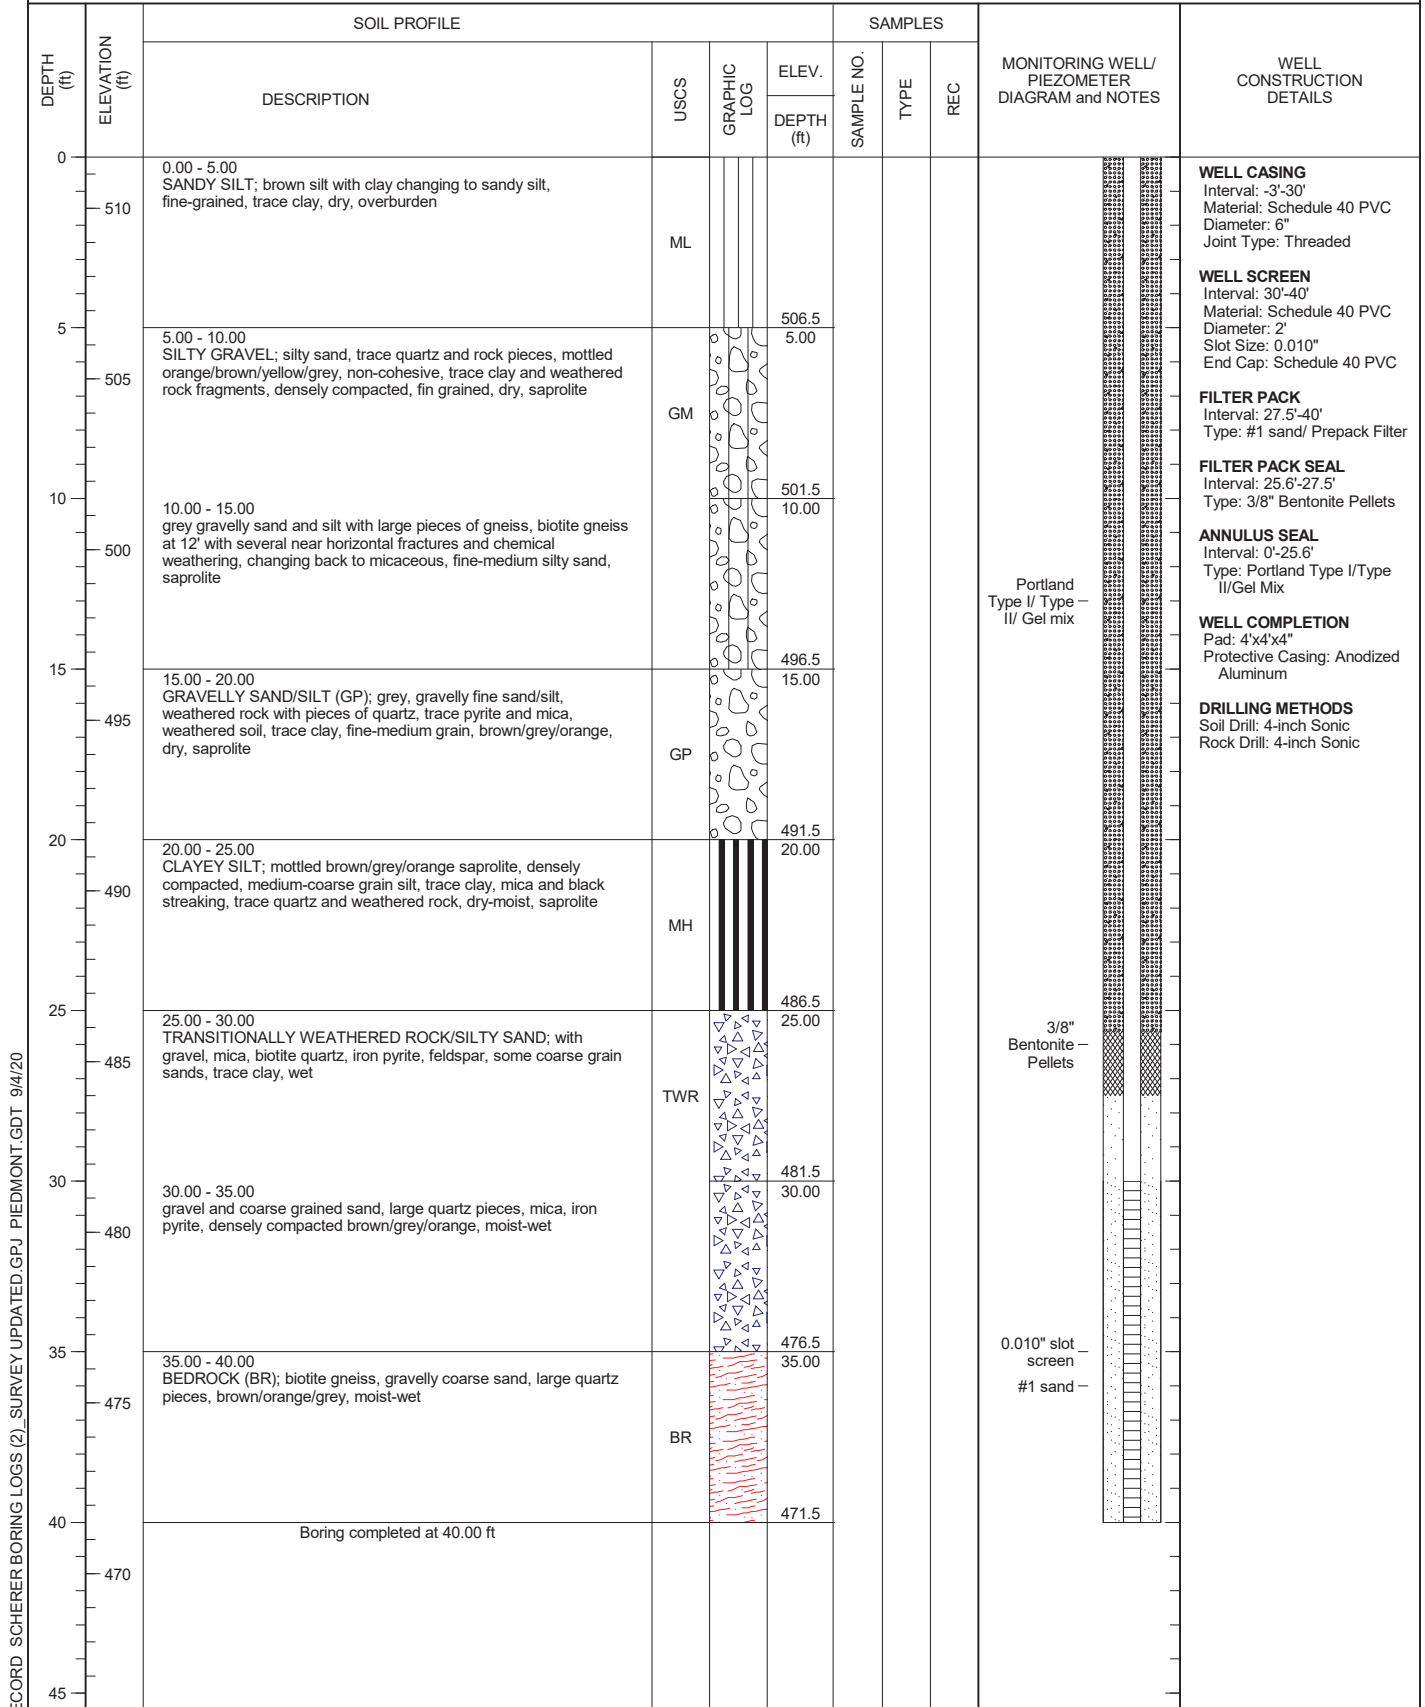 SOIL PROFILE
SAMPLES
DEPTH
(ft)
ELEVATION
(ft)
DESCRIPTION
USCS
GRAPHIC
LOG
ELEV.
DEPTH
(ft)
SAMPLE NO.
TYPE
REC
MONITORING WELL/
PIEZOMETER
DIAGRAM and NOTES
WELL
CONSTRUCTION
DETAILS
0
510
5
505
10
500
15
495
20
490
25
485
30
480
35
475
40
470
45
0.00 - 5.00
SANDY SILT; brown silt with clay changing to sandy silt,
fine-grained, trace clay, dry, overburden
ML
506.5
5.00
5.00 - 10.00
SILTY GRAVEL; silty sand, trace quartz and rock pieces, mottled
orange/brown/yellow/grey, non-cohesive, trace clay and weathered
rock fragments, densely compacted, fin grained, dry, saprolite
GM
501.5
10.00
10.00 - 15.00
grey gravelly sand and silt with large pieces of gneiss, biotite gneiss
at 12' with several near horizontal fractures and chemical
weathering, changing back to micaceous, fine-medium silty sand,
saprolite
496.5
15.00
15.00 - 20.00
GRAVELLY SAND/SILT (GP); grey, gravelly fine sand/silt,
weathered rock with pieces of quartz, trace pyrite and mica,
weathered soil, trace clay, fine-medium grain, brown/grey/orange,
dry, saprolite
GP
491.5
20.00
20.00 - 25.00
CLAYEY SILT; mottled brown/grey/orange saprolite, densely
compacted, medium-coarse grain silt, trace clay, mica and black
streaking, trace quartz and weathered rock, dry-moist, saprolite
MH
486.5
25.00
25.00 - 30.00
TRANSITIONALLY WEATHERED ROCK/SILTY SAND; with
gravel, mica, biotite quartz, iron pyrite, feldspar, some coarse grain
sands, trace clay, wet
TWR
481.5
30.00
30.00 - 35.00
gravel and coarse grained sand, large quartz pieces, mica, iron
pyrite, densely compacted brown/grey/orange, moist-wet
476.5
35.00
35.00 - 40.00
BEDROCK (BR); biotite gneiss, gravelly coarse sand, large quartz
pieces, brown/orange/grey, moist-wet
BR
471.5
Boring completed at 40.00 ft
Portland
Type I/ Type
II/ Gel mix
3/8"
Bentonite
Pellets
0.010" slot
screen
#1 sand
WELL CASING
Interval: -3'-30'
Material: Schedule 40 PVC
Diameter: 6"
Joint Type: Threaded
WELL SCREEN
Interval: 30'-40'
Material: Schedule 40 PVC
Diameter: 2'
Slot Size: 0.010"
End Cap: Schedule 40 PVC
FILTER PACK
Interval: 27.5'-40'
Type: #1 sand/ Prepack Filter
FILTER PACK SEAL
Interval: 25.6'-27.5'
Type: 3/8" Bentonite Pellets
ANNULUS SEAL
Interval: 0'-25.6'
Type: Portland Type I/Type
II/Gel Mix
WELL COMPLETION
Pad: 4'x4'x4"
Protective Casing: Anodized
Aluminum
DRILLING METHODS
Soil Drill: 4-inch Sonic
Rock Drill: 4-inch Sonic
SCHERER BORING LOGS (2)_SURVEY UPDATED.GPJ PIEDMONT.GDT 9/4/20